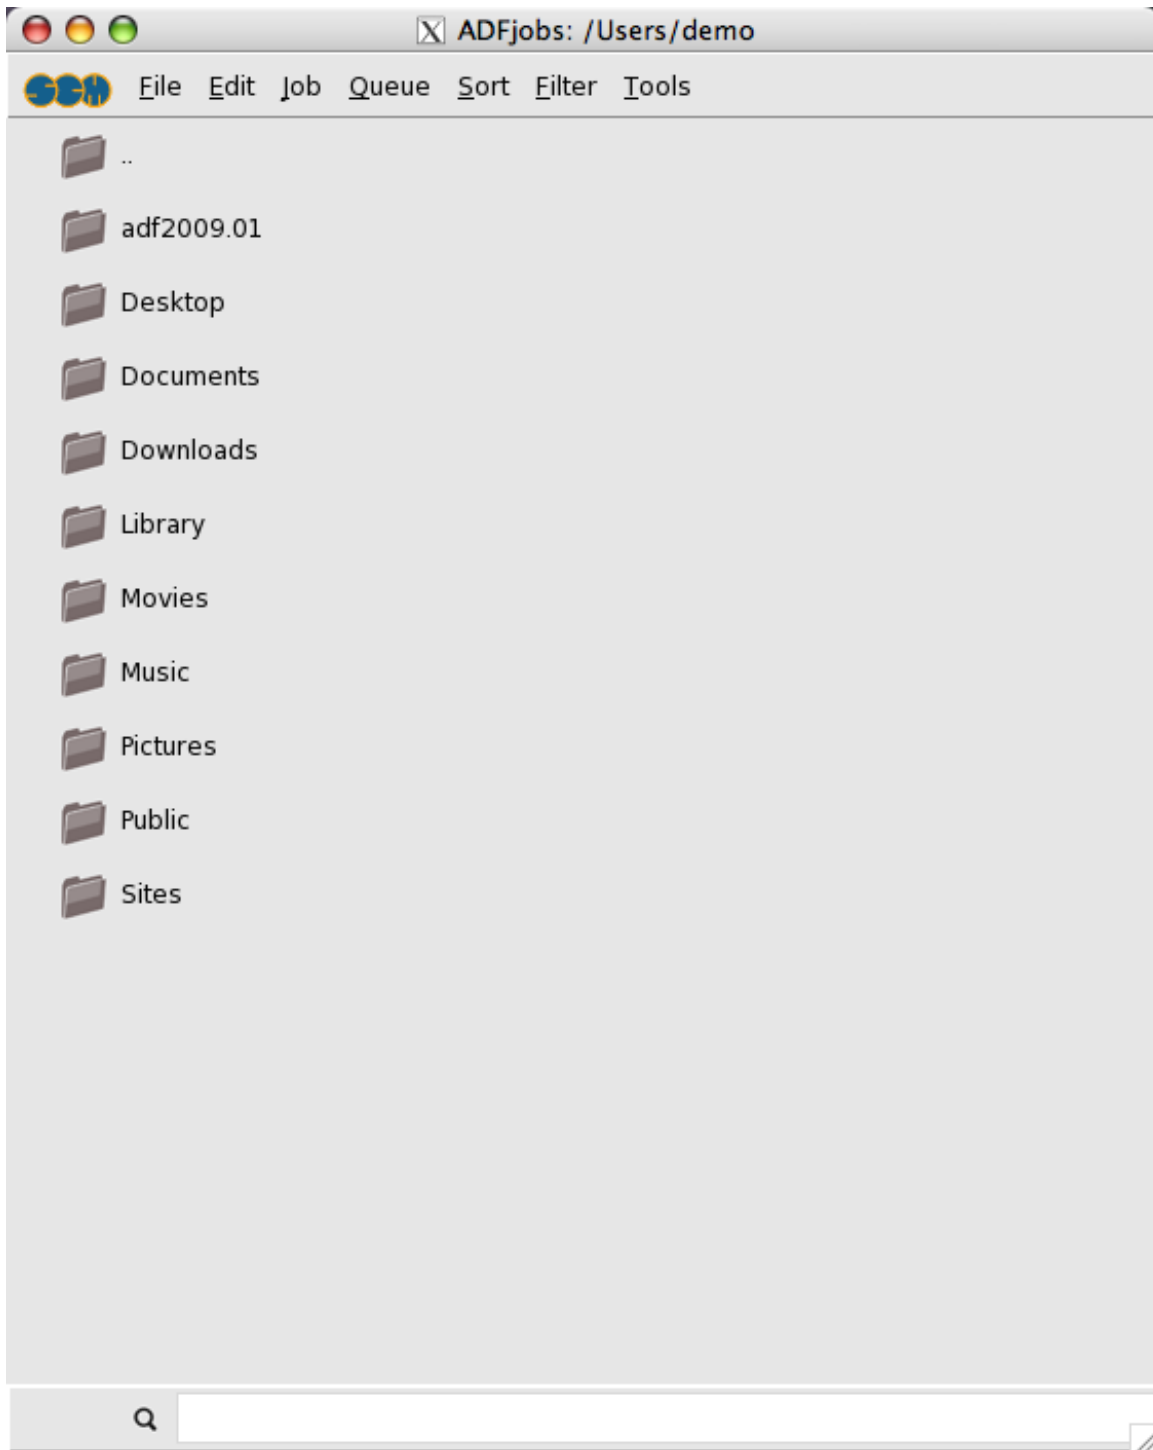 X ADFjobs: /Users/demo
SCM File Edit Job Queue Sort Filter Tools
..
adf2009.01
Desktop
Documents
Downloads
Library
Movies
Music
Pictures
Public
Sites